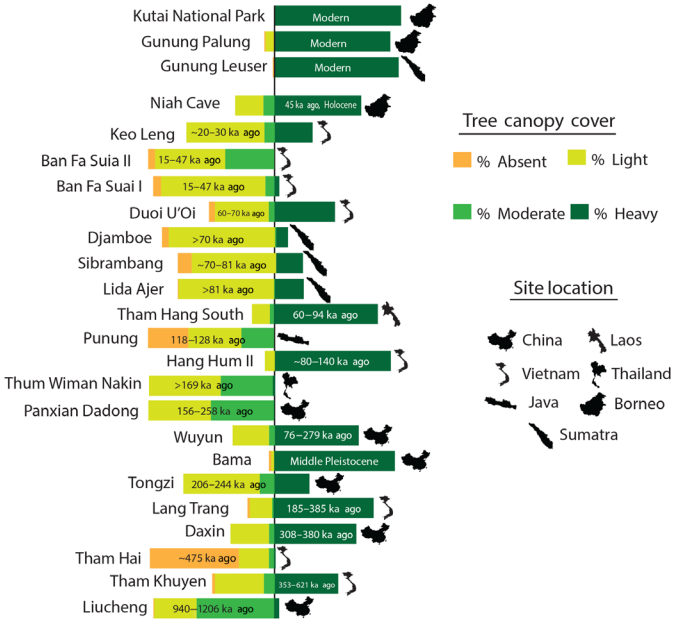 Kutai National Park Modern
Gunung Palung Modern
Gunung Leuser Modern
Niah Cave 45 ka ago, Holocene
Keo Leng ~20–30 ka ago
Ban Fa Suia II 15–47 ka ago
Ban Fa Suai I 15–47 ka ago
Duoi U'Oi 60–70 ka ago
Djamboe >70 ka ago
Sibrambang ~70–81 ka ago
Lida Ajer >81 ka ago
Tham Hang South 60–94 ka ago
Punung 118–128 ka ago
Hang Hum II ~80–140 ka ago
Thum Wiman Nakin >169 ka ago
Panxian Dadong 156–258 ka ago
Wuyun 76–279 ka ago
Bama Middle Pleistocene
Tongzi 206–244 ka ago
Lang Trang 185–385 ka ago
Daxin 308–380 ka ago
Tham Hai ~475 ka ago
Tham Khuyen 353–621 ka ago
Liucheng 940–1206 ka ago
Tree canopy cover
% Absent % Light
% Moderate % Heavy
Site location
China Laos
Vietnam Thailand
Java Borneo
Sumatra